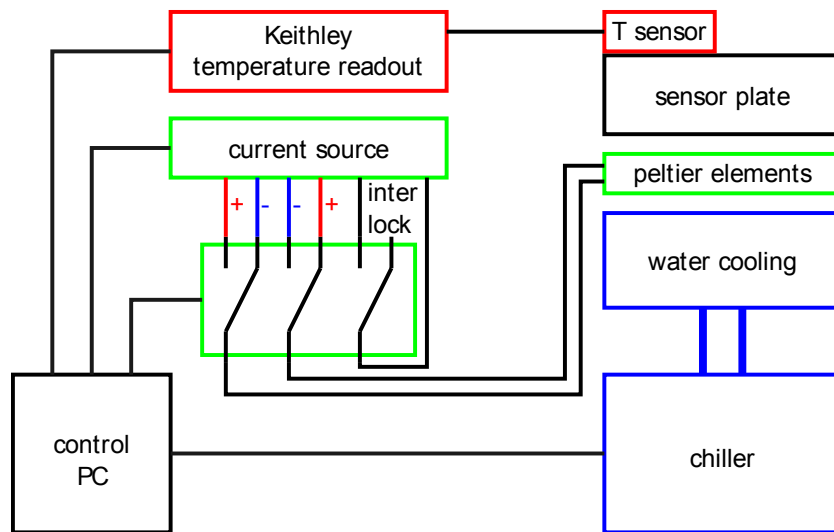 Keithley
temperature readout
T sensor
sensor plate
current source
+ - - +
inter
lock
peltier elements
water cooling
control
PC
chiller